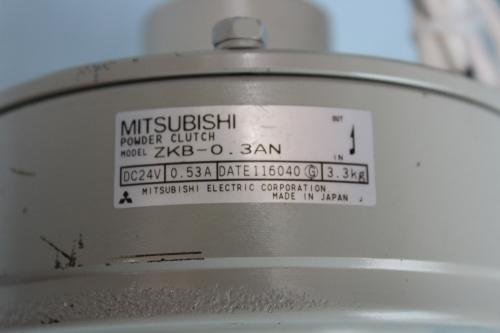 MITSUBISHI
POWDER CLUTCH
MODEL ZKB-0.3AN
OUT
IN
DC24V 0.53A DATE116040 G 3.3kg
MITSUBISHI ELECTRIC CORPORATION
MADE IN JAPAN J